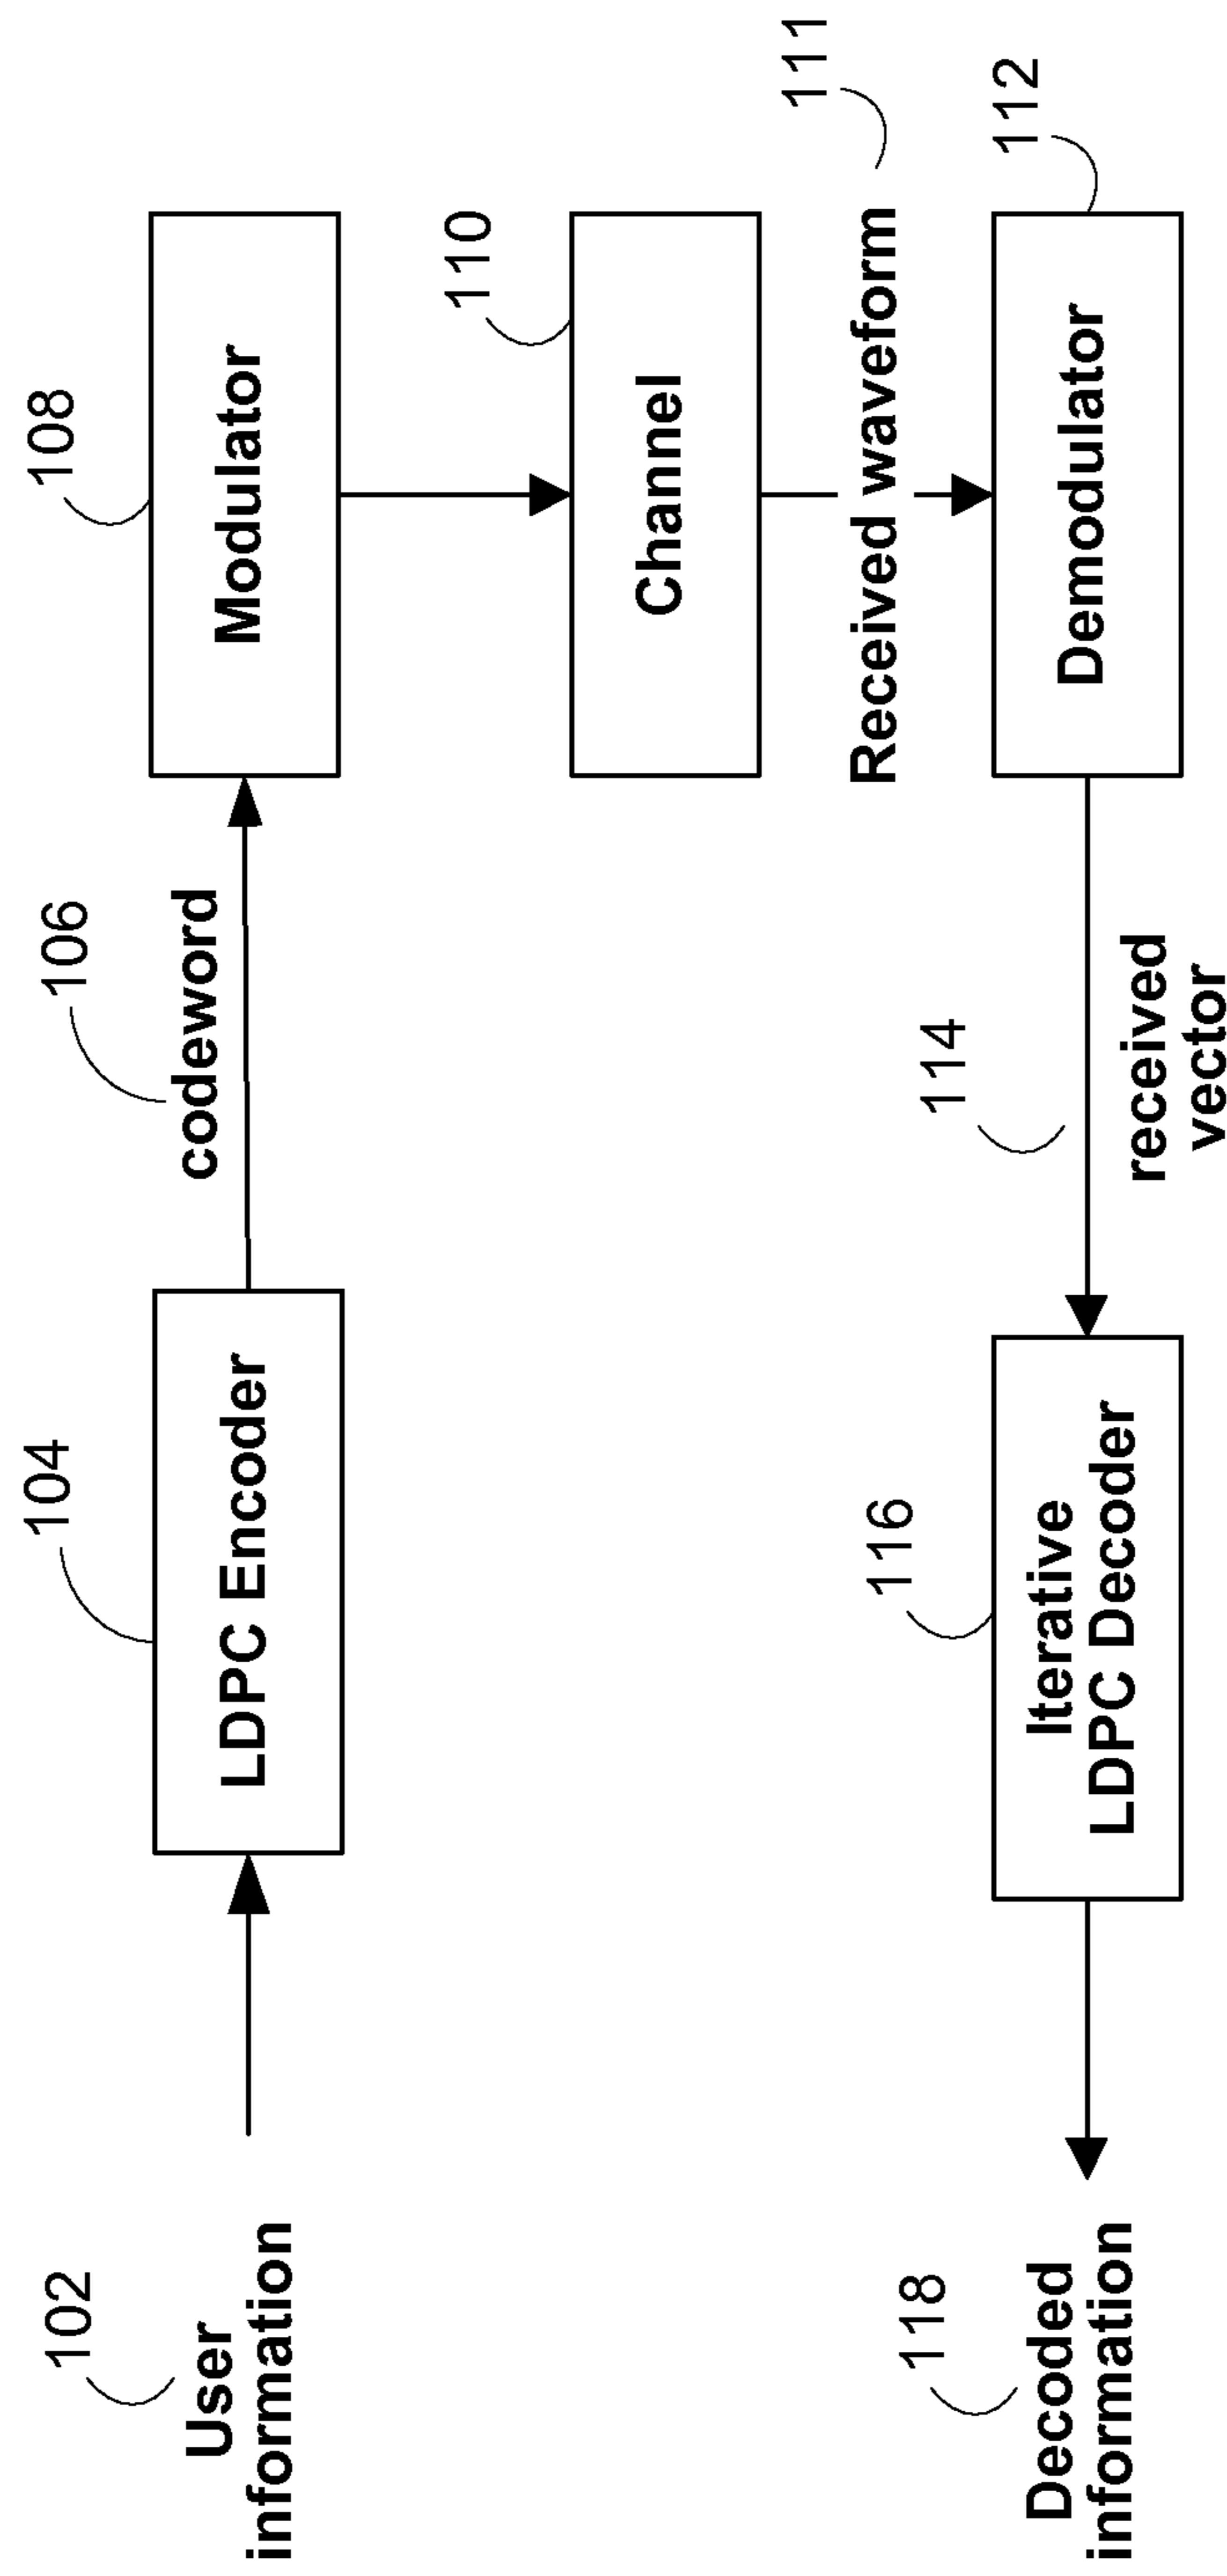 102
User
information
104
LDPC Encoder
106
codeword
108
Modulator
110
Channel
111
Received waveform
112
Demodulator
114
received
vector
116
Iterative
LDPC Decoder
118
Decoded
information